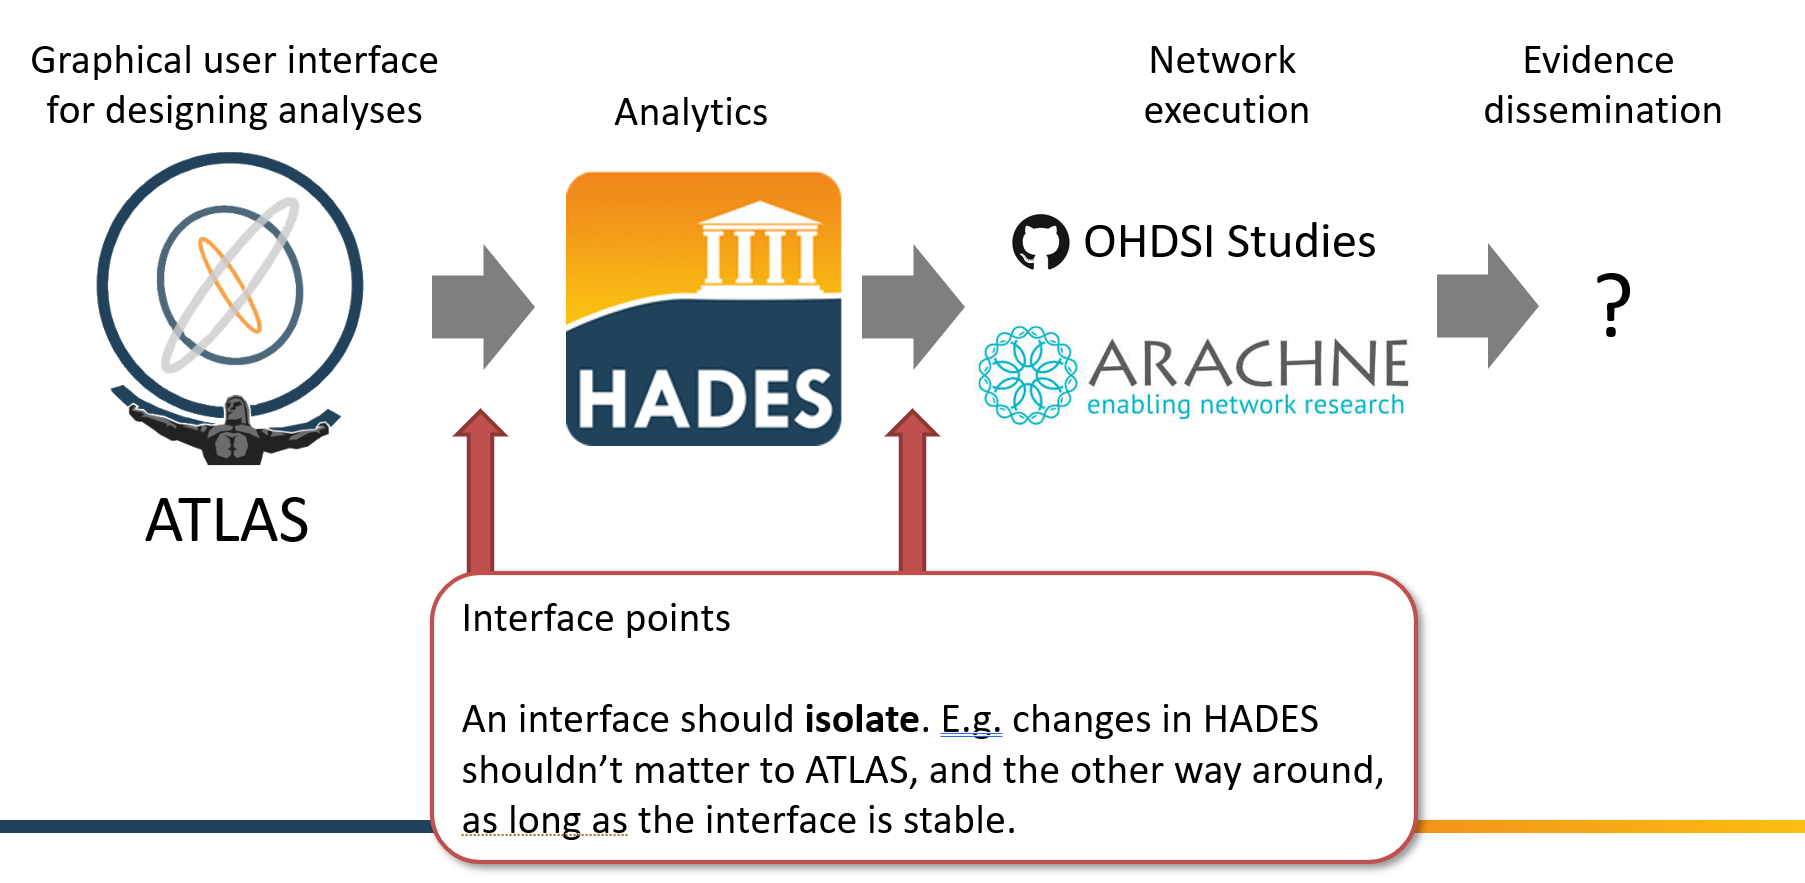 Graphical user interface
for designing analyses
Analytics
Network
execution
Evidence
dissemination
ATLAS
HADES
OHDSI Studies
ARACHNE
enabling network research
?
Interface points
An interface should isolate. E.g. changes in HADES
shouldn’t matter to ATLAS, and the other way around,
as long as the interface is stable.